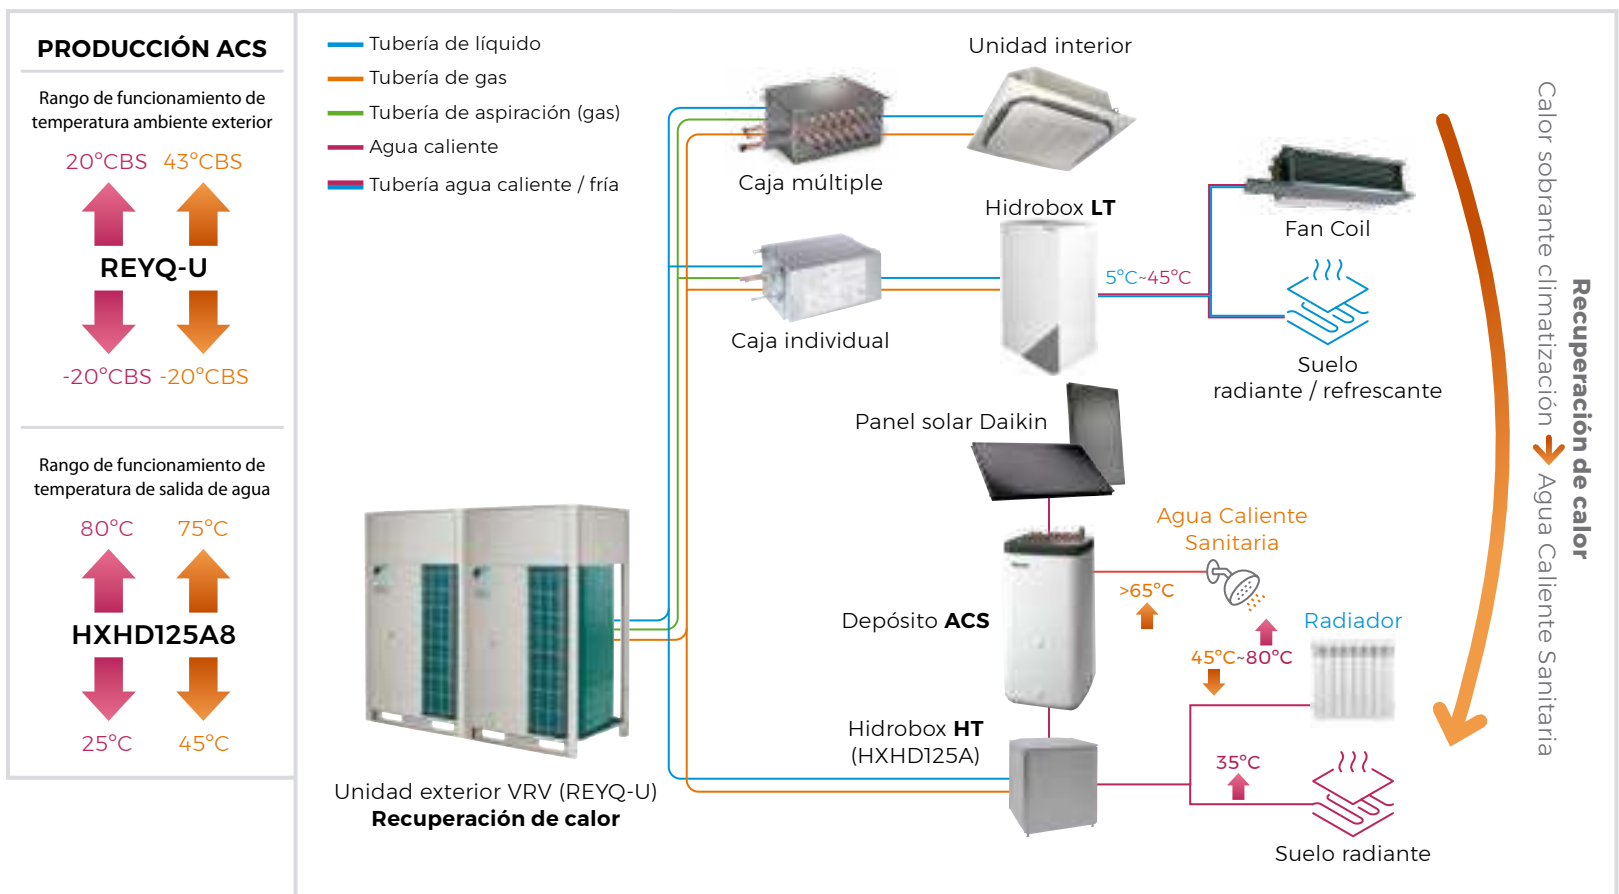 PRODUCCIÓN ACS
Rango de funcionamiento de
temperatura ambiente exterior
20°CBS 43°CBS
REYQ-U
-20°CBS -20°CBS
Rango de funcionamiento de
temperatura de salida de agua
80°C 75°C
HXHD125A8
25°C 45°C
Tubería de líquido
Tubería de gas
Tubería de aspiración (gas)
Agua caliente
Tubería agua caliente / fría
Unidad interior
Caja múltiple
Hidrobox LT
Fan Coil
5°C~45°C
Caja individual
Suelo
radiante / refrescante
Panel solar Daikin
Agua Caliente
Sanitaria
>65°C
Depósito ACS
Radiador
45°C~80°C
Hidrobox HT
(HXHD125A)
35°C
Suelo radiante
Unidad exterior VRV (REYQ-U)
Recuperación de calor
Recuperación de calor
Calor sobrante climatización → Agua Caliente Sanitaria